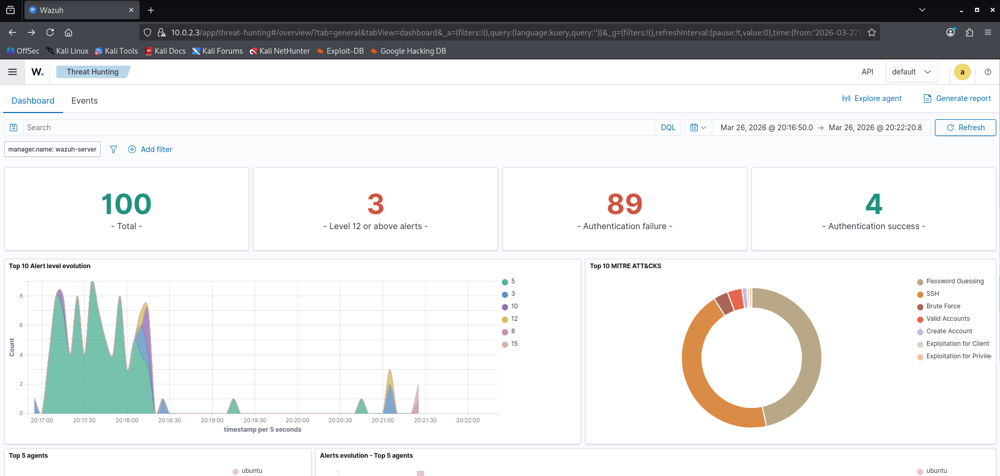 Wazuh
10.0.2.3/app/threat-hunting#/overview/?tab=general&tabView=dashboard&_a=(filters:!(),query:(language:kuery,query:''))&_g=(filters:!(),refreshInterval:(pause:!t,value:0),time:(from:'2026-03-27T
OffSec Kali Linux Kali Tools Kali Docs Kali Forums Kali NetHunter Exploit-DB Google Hacking DB
W. Threat Hunting API default a
Dashboard Events Explore agent Generate report
Search DQL Mar 26, 2026 @ 20:16:50.0 → Mar 26, 2026 @ 20:22:20.8 Refresh
manager.name: wazuh-server Add filter
100
- Total -
3
- Level 12 or above alerts -
89
- Authentication failure -
4
- Authentication success -
Top 10 Alert level evolution
8
6
4
2
0
Count
20:17:00 20:17:30 20:18:00 20:18:30 20:19:00 20:19:30 20:20:00 20:20:30 20:21:00 20:21:30 20:22:00
timestamp per 5 seconds
5
3
10
12
8
15
Top 10 MITRE ATT&CKS
Password Guessing
SSH
Brute Force
Valid Accounts
Create Account
Exploitation for Client
Exploitation for Privile
Top 5 agents
ubuntu
Alerts evolution - Top 5 agents
ubuntu